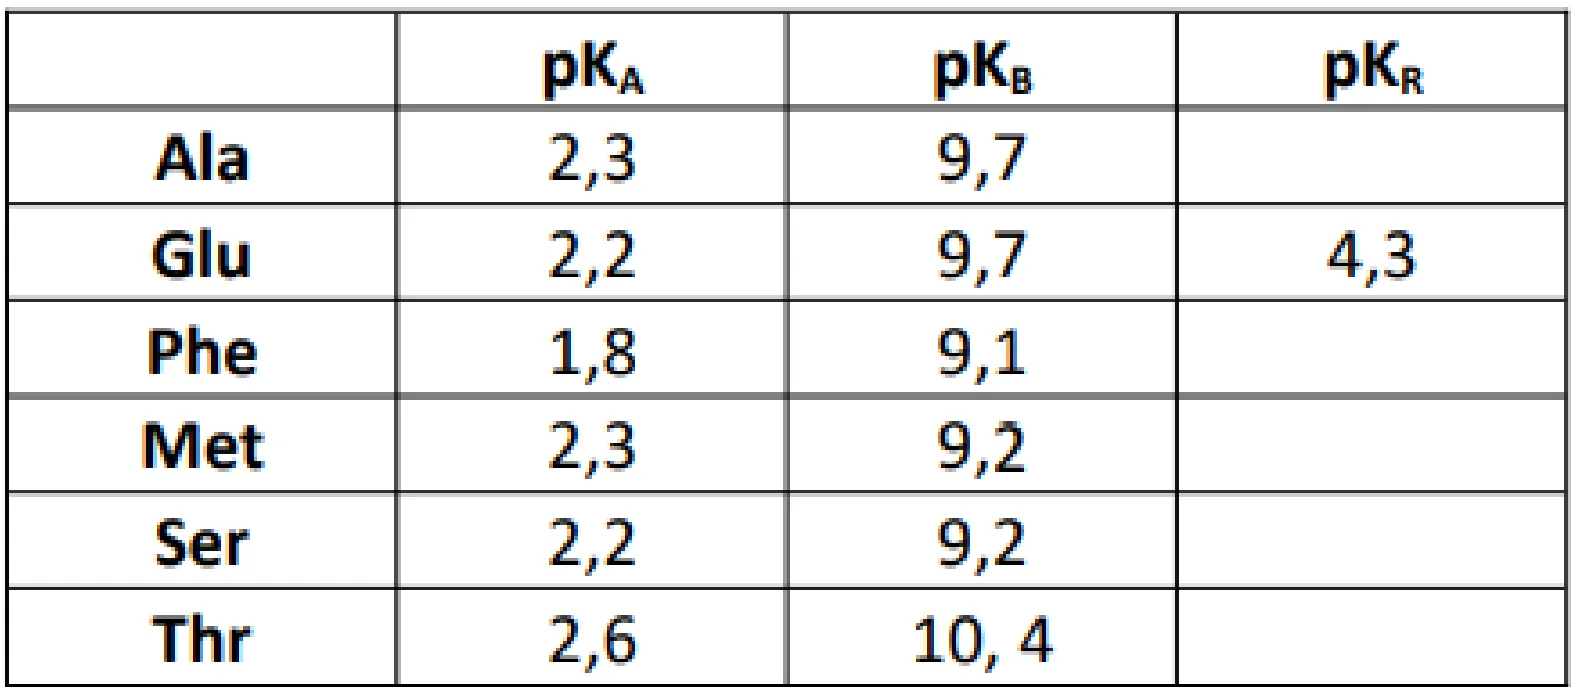 pKA pKB pKR
Ala 2,3 9,7
Glu 2,2 9,7 4,3
Phe 1,8 9,1
Met 2,3 9,2
Ser 2,2 9,2
Thr 2,6 10, 4